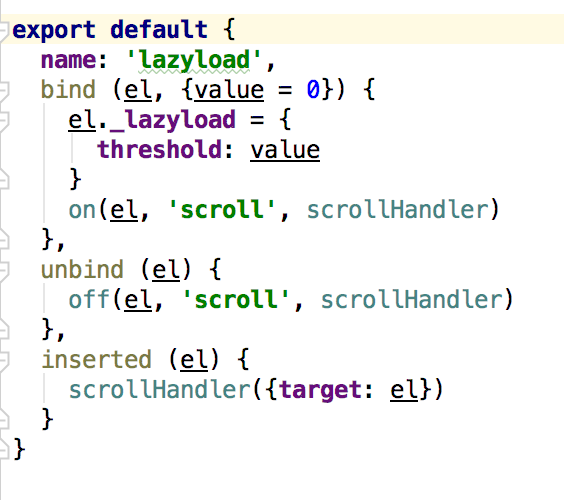 export default {
  name: 'lazyload',
  bind (el, {value = 0}) {
    el._lazyload = {
      threshold: value
    }
    on(el, 'scroll', scrollHandler)
  },
  unbind (el) {
    off(el, 'scroll', scrollHandler)
  },
  inserted (el) {
    scrollHandler({target: el})
  }
}